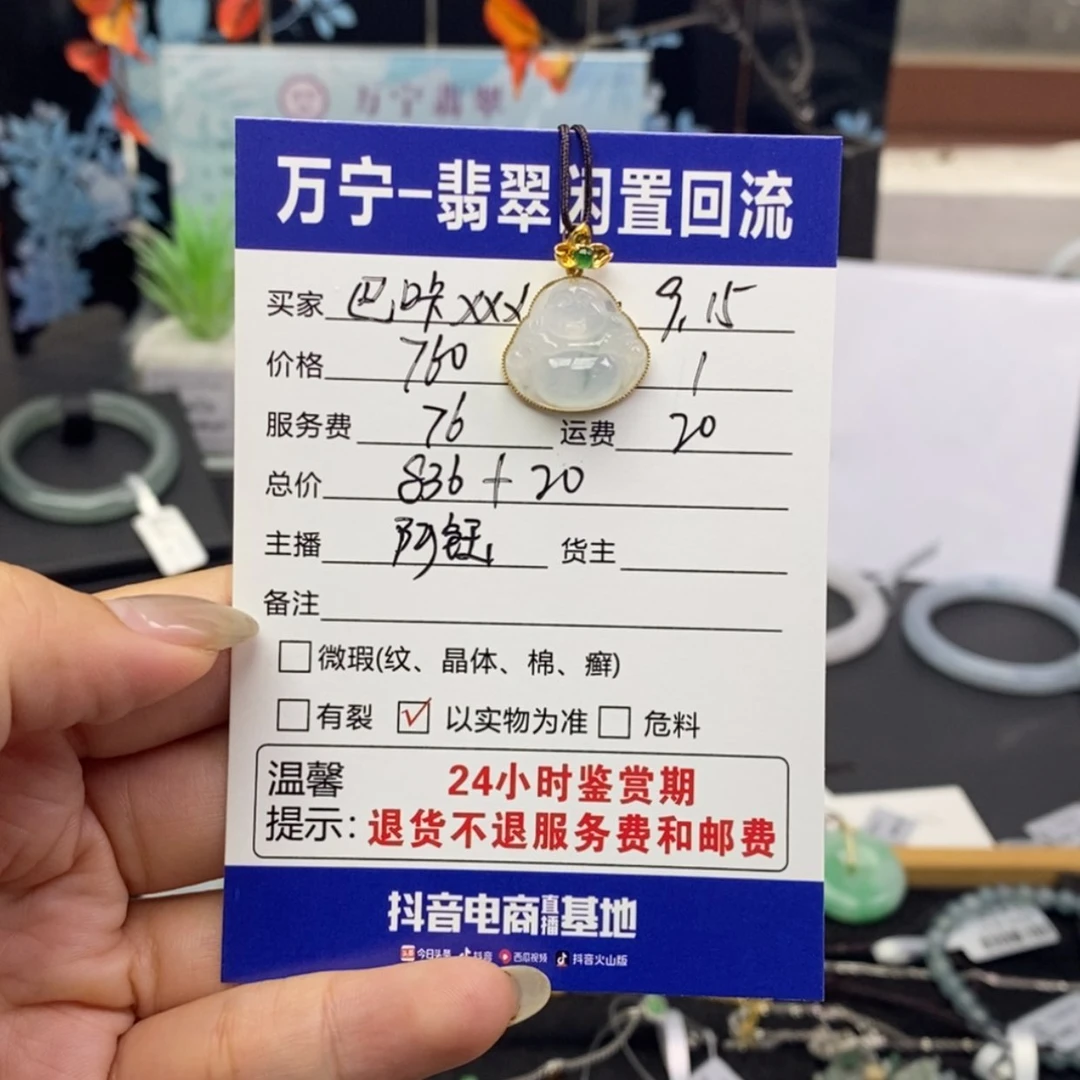 万宁翡翠
万宁-翡翠闲置回流
买家 巴咔xxx 9.15
价格 760 1
服务费 76 运费 20
总价 836+20
主播 阿钰 货主
备注
微瑕(纹、晶体、棉、癣)
有裂 ✓ 以实物为准 危料
温馨 24小时鉴赏期
提示: 退货不退服务费和邮费
抖音电商直播基地
今日头条 抖音 西瓜视频 抖音火山版